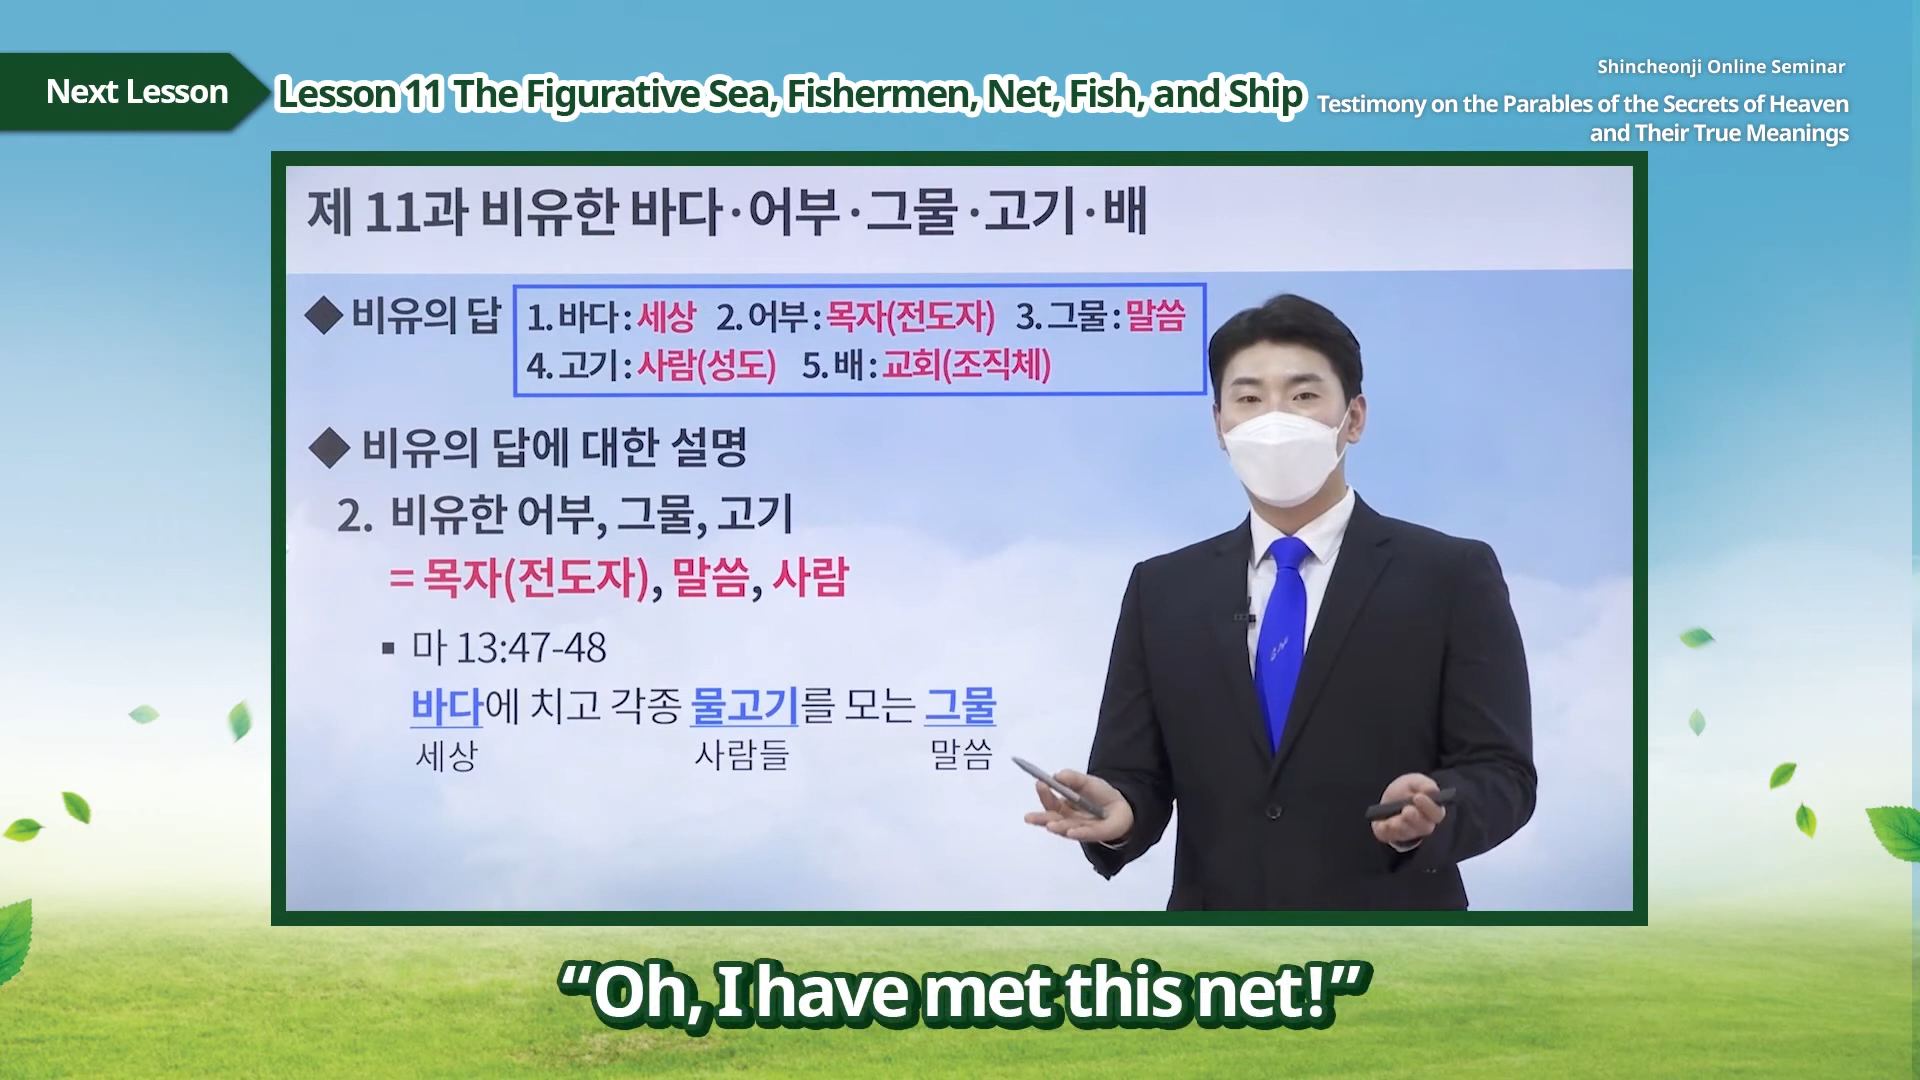 Next Lesson
Lesson 11 The Figurative Sea, Fishermen, Net, Fish, and Ship
Shincheonji Online Seminar
Testimony on the Parables of the Secrets of Heaven
and Their True Meanings
제 11과 비유한 바다·어부·그물·고기·배
◆ 비유의 답
1. 바다 : 세상 2. 어부 : 목자(전도자) 3. 그물 : 말씀
4. 고기 : 사람(성도) 5. 배 : 교회(조직체)
◆ 비유의 답에 대한 설명
2. 비유한 어부, 그물, 고기
= 목자(전도자), 말씀, 사람
▪ 마 13:47-48
바다에 치고 각종 물고기를 모는 그물
세상 사람들 말씀
“Oh, I have met this net!”